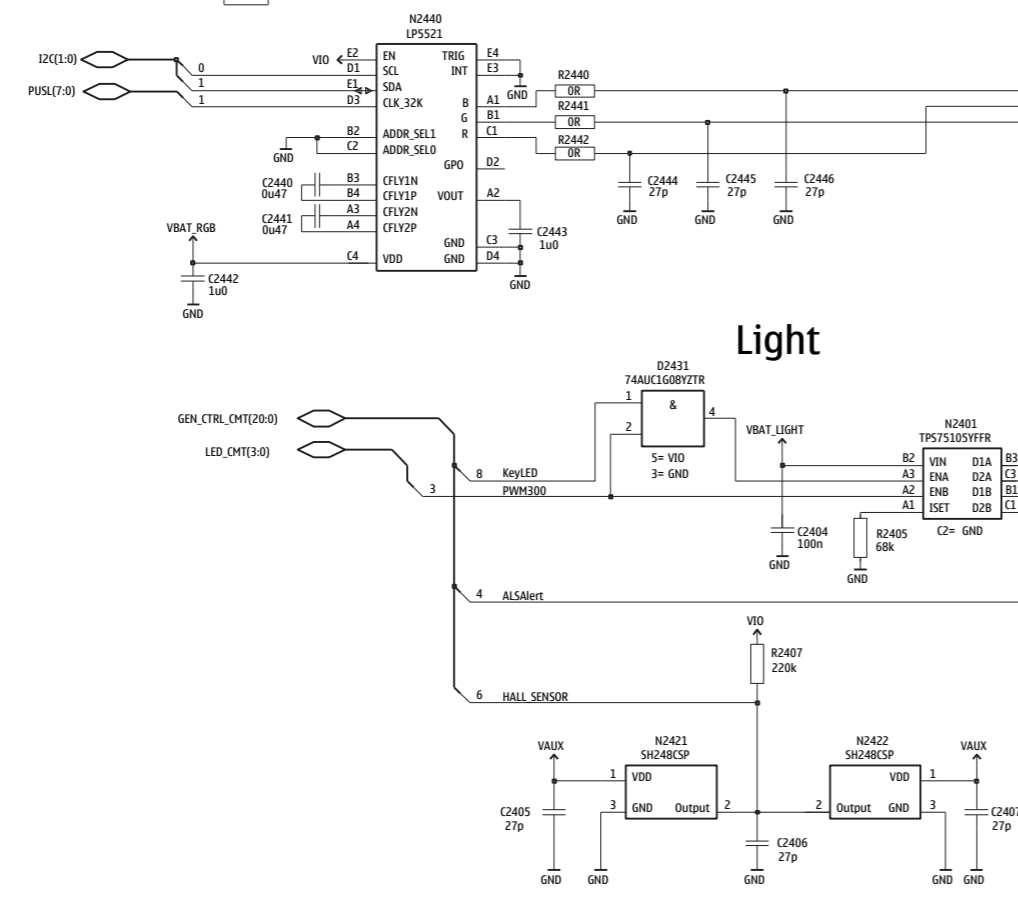 N2440
LP5521
I2C(1:0)
PUSL(7:0)
0
1
1
VIO
E2 EN TRIG E4
D1 SCL INT E3
E1 SDA
D3 CLK_32K B A1
G B1
B2 ADDR_SEL1 R C1
C2 ADDR_SEL0
GPO D2
B3 CFLY1N
B4 CFLY1P VOUT A2
A3 CFLY2N
A4 CFLY2P
GND C3
C4 VDD GND D4
GND
GND
R2440
0R
R2441
0R
R2442
0R
C2440
0u47
C2441
0u47
VBAT_RGB
C2442
1u0
GND
C2443
1u0
GND
C2444
27p
GND
C2445
27p
GND
C2446
27p
GND
Light
D2431
74AUC1G08YZTR
1
&
2
4
5= VIO
3= GND
GEN_CTRL_CMT(20:0)
LED_CMT(3:0)
8 KeyLED
3 PWM300
VBAT_LIGHT
N2401
TPS75105YFFR
B2 VIN D1A B3
A3 ENA D2A C3
A2 ENB D1B B1
A1 ISET D2B C1
C2= GND
C2404
100n
GND
R2405
68k
GND
4 ALSAlert
VIO
R2407
220k
6 HALL_SENSOR
VAUX
N2421
SH248CSP
1 VDD
3 GND Output 2
C2405
27p
GND
GND
C2406
27p
GND
N2422
SH248CSP
VAUX
VDD 1
2 Output GND 3
C2407
27p
GND
GND